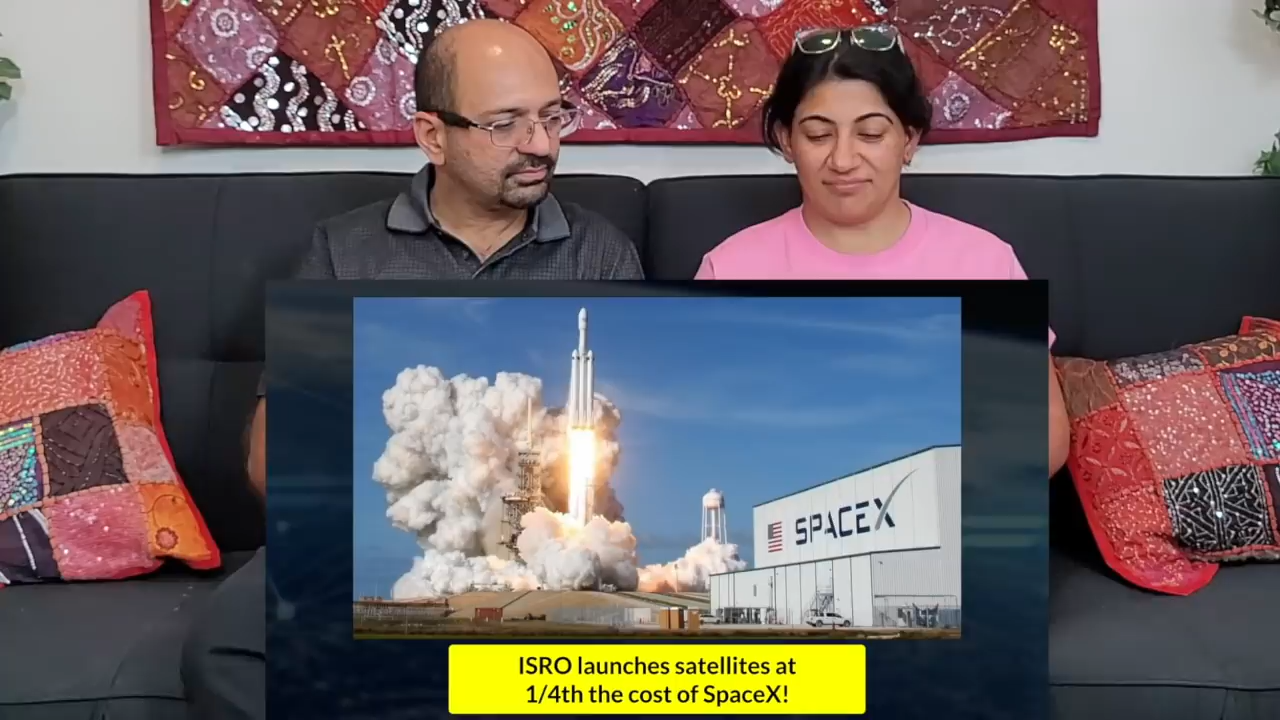 SPACEX
ISRO launches satellites at
1/4th the cost of SpaceX!